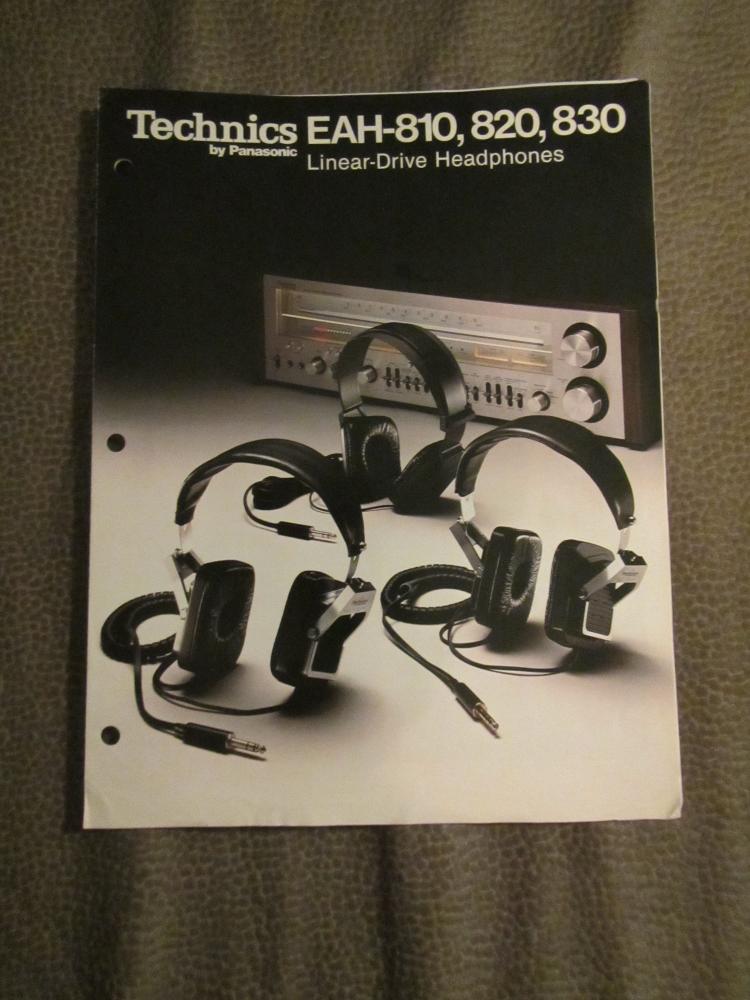 Technics EAH-810, 820, 830
by Panasonic
Linear-Drive Headphones